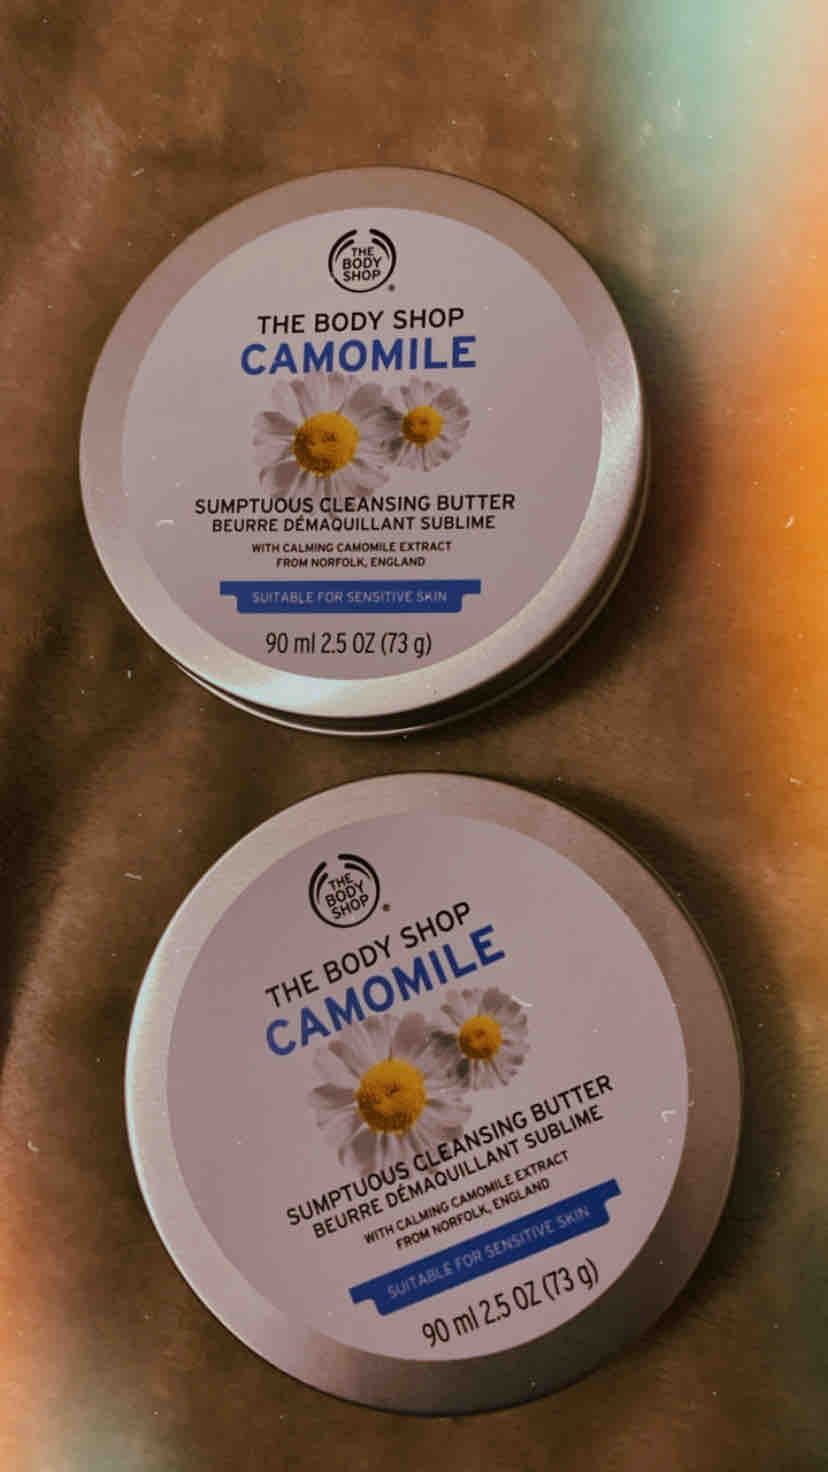 THE
BODY
SHOP
®
THE BODY SHOP
CAMOMILE
SUMPTUOUS CLEANSING BUTTER
BEURRE DÉMAQUILLANT SUBLIME
WITH CALMING CAMOMILE EXTRACT
FROM NORFOLK, ENGLAND
SUITABLE FOR SENSITIVE SKIN
90 ml 2.5 OZ (73 g)
THE
BODY
SHOP
®
THE BODY SHOP
CAMOMILE
SUMPTUOUS CLEANSING BUTTER
BEURRE DÉMAQUILLANT SUBLIME
WITH CALMING CAMOMILE EXTRACT
FROM NORFOLK, ENGLAND
SUITABLE FOR SENSITIVE SKIN
90 ml 2.5 OZ (73 g)